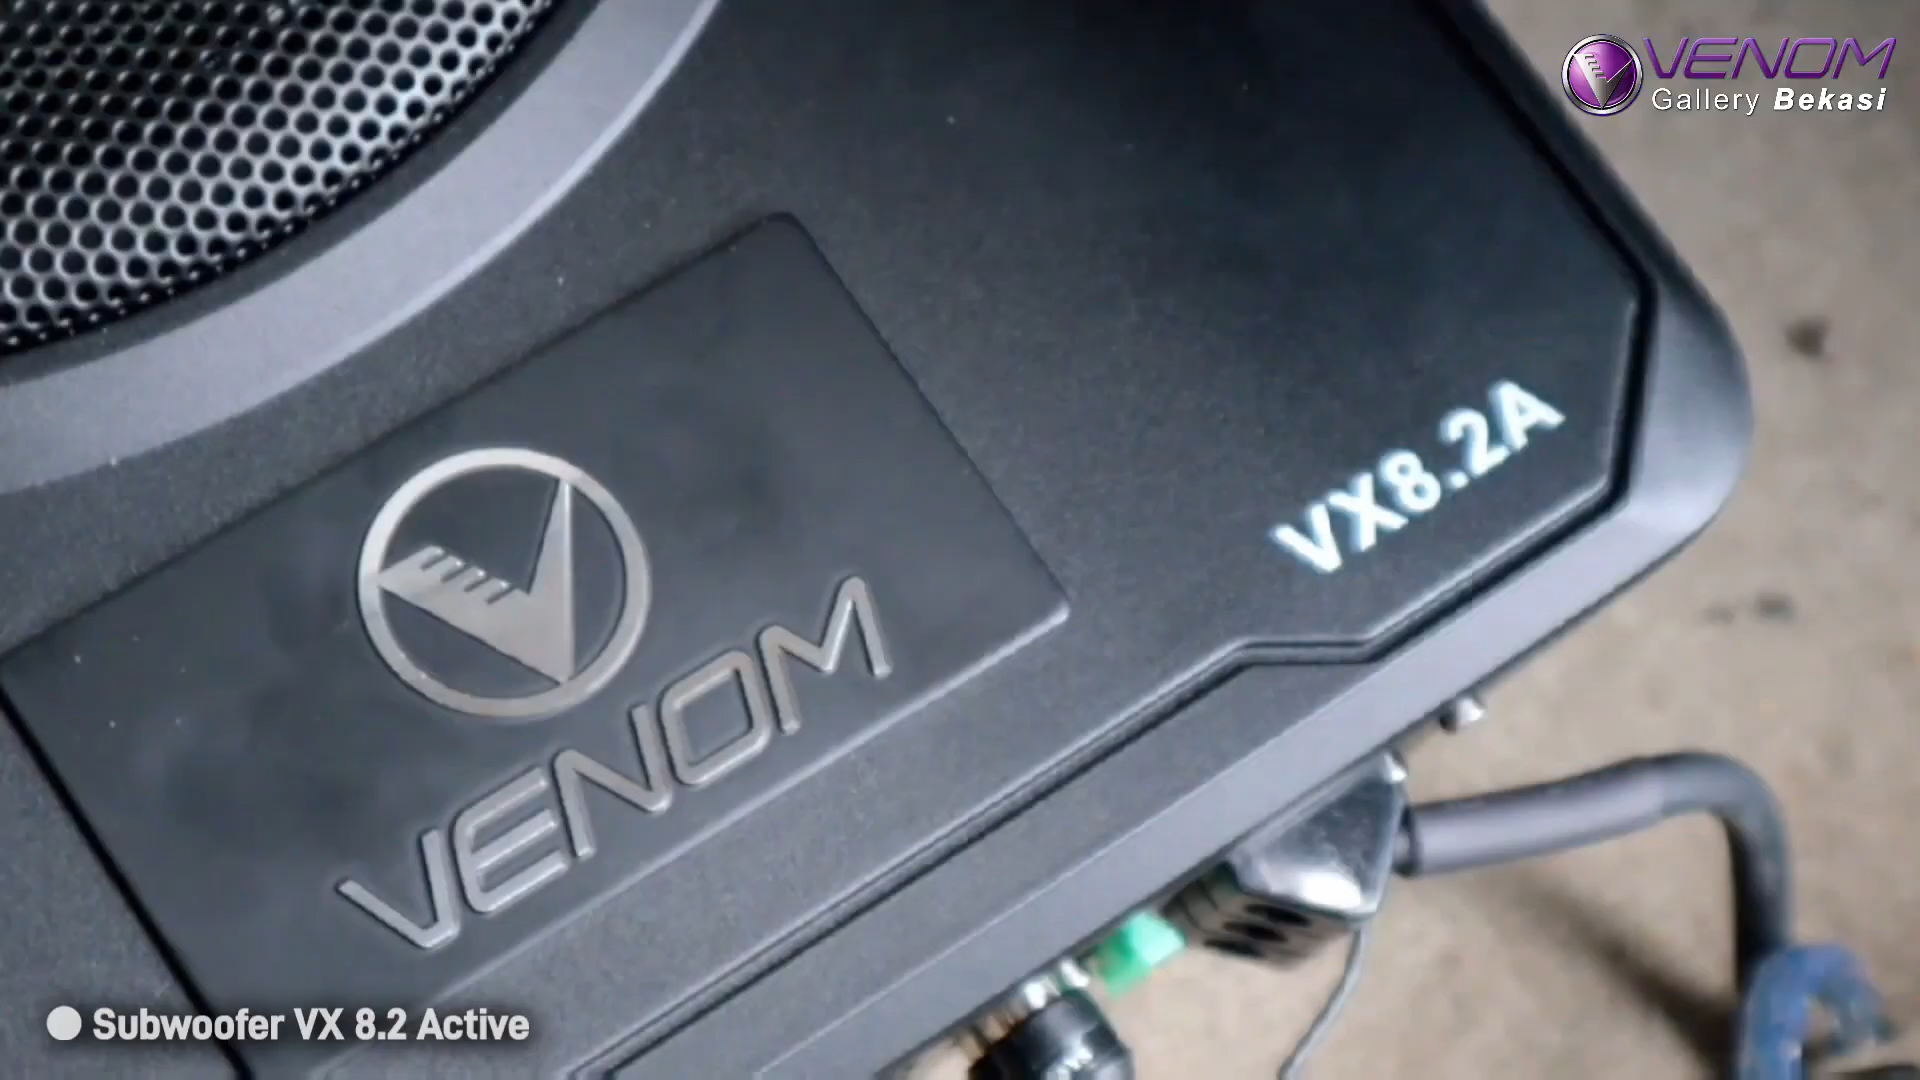 VENOM
Gallery Bekasi
VX8.2A
VENOM
Subwoofer VX 8.2 Active